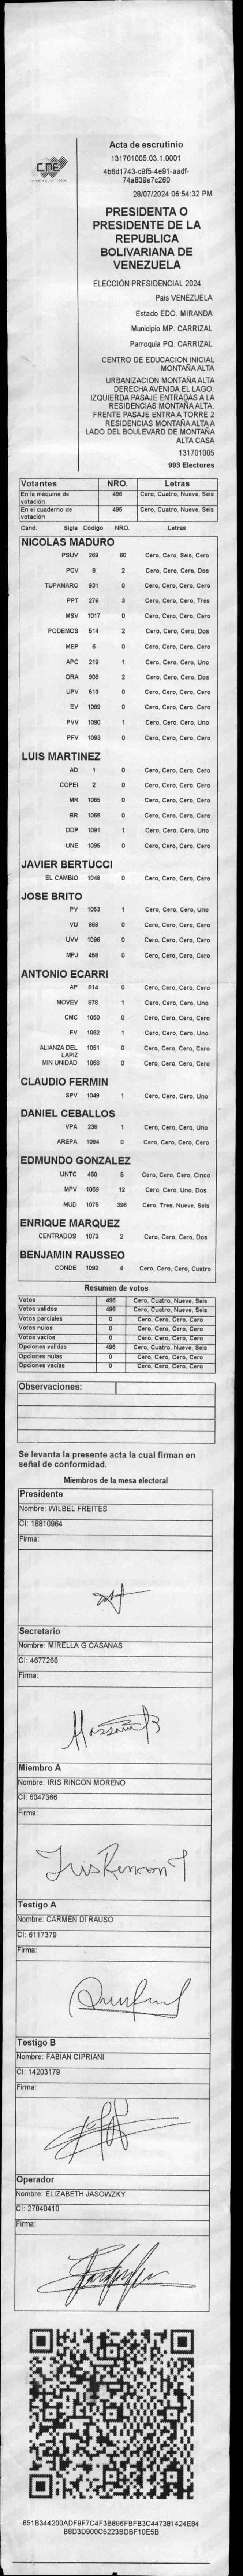 CNE
Acta de escrutinio
131701005.03.1.0001
4b6d1743-c9f5-4e91-aadf-
74a839e7c260
28/07/2024 06:54:32 PM
PRESIDENTA O
PRESIDENTE DE LA
REPUBLICA
BOLIVARIANA DE
VENEZUELA
ELECCIÓN PRESIDENCIAL 2024
Pais VENEZUELA
Estado EDO. MIRANDA
Municipio MP. CARRIZAL
Parroquia PQ. CARRIZAL
CENTRO DE EDUCACION INICIAL
MONTAÑA ALTA
URBANIZACION MONTAÑA ALTA
DERECHA AVENIDA EL LAGO.
IZQUIERDA PASAJE ENTRADAS A LA
RESIDENCIAS MONTAÑA ALTA.
FRENTE PASAJE ENTRA A TORRE 2
RESIDENCIAS MONTAÑA ALTA A
LADO DEL BOULEVARD DE MONTAÑA
ALTA CASA
131701005
993 Electores
Votantes NRO. Letras
En la máquina de votación 496 Cero, Cuatro, Nueve, Seis
En el cuaderno de votación 496 Cero, Cuatro, Nueve, Seis
Cand. Sigla Código NRO. Letras
NICOLAS MADURO
PSUV 269 60 Cero, Cero, Seis, Cero
PCV 9 2 Cero, Cero, Cero, Dos
TUPAMARO 931 0 Cero, Cero, Cero, Cero
PPT 276 3 Cero, Cero, Cero, Tres
MSV 1017 0 Cero, Cero, Cero, Cero
PODEMOS 514 2 Cero, Cero, Cero, Dos
MEP 6 0 Cero, Cero, Cero, Cero
APC 219 1 Cero, Cero, Cero, Uno
ORA 906 2 Cero, Cero, Cero, Dos
UPV 613 0 Cero, Cero, Cero, Cero
EV 1089 0 Cero, Cero, Cero, Cero
PVV 1090 1 Cero, Cero, Cero, Uno
PFV 1093 0 Cero, Cero, Cero, Cero
LUIS MARTINEZ
AD 1 0 Cero, Cero, Cero, Cero
COPEI 2 0 Cero, Cero, Cero, Cero
MR 1065 0 Cero, Cero, Cero, Cero
BR 1066 0 Cero, Cero, Cero, Cero
DDP 1091 1 Cero, Cero, Cero, Uno
UNE 1095 0 Cero, Cero, Cero, Cero
JAVIER BERTUCCI
EL CAMBIO 1048 0 Cero, Cero, Cero, Cero
JOSE BRITO
PV 1063 1 Cero, Cero, Cero, Uno
VU 868 0 Cero, Cero, Cero, Cero
UVV 1096 0 Cero, Cero, Cero, Cero
MPJ 458 0 Cero, Cero, Cero, Cero
ANTONIO ECARRI
AP 814 0 Cero, Cero, Cero, Cero
MOVEV 978 1 Cero, Cero, Cero, Uno
CMC 1050 0 Cero, Cero, Cero, Cero
FV 1062 1 Cero, Cero, Cero, Uno
ALIANZA DEL LAPIZ 1051 0 Cero, Cero, Cero, Cero
MIN UNIDAD 1058 0 Cero, Cero, Cero, Cero
CLAUDIO FERMIN
SPV 1049 1 Cero, Cero, Cero, Uno
DANIEL CEBALLOS
VPA 236 1 Cero, Cero, Cero, Uno
AREPA 1094 0 Cero, Cero, Cero, Cero
EDMUNDO GONZALEZ
UNTC 460 5 Cero, Cero, Cero, Cinco
MPV 1069 12 Cero, Cero, Uno, Dos
MUD 1075 396 Cero, Tres, Nueve, Seis
ENRIQUE MARQUEZ
CENTRADOS 1073 2 Cero, Cero, Cero, Dos
BENJAMIN RAUSSEO
CONDE 1092 4 Cero, Cero, Cero, Cuatro
Resumen de votos
Votos 496 Cero, Cuatro, Nueve, Seis
Votos validos 496 Cero, Cuatro, Nueve, Seis
Votos parciales 0 Cero, Cero, Cero, Cero
Votos nulos 0 Cero, Cero, Cero, Cero
Votos vacios 0 Cero, Cero, Cero, Cero
Opciones validas 496 Cero, Cuatro, Nueve, Seis
Opciones nulas 0 Cero, Cero, Cero, Cero
Opciones vacias 0 Cero, Cero, Cero, Cero
Observaciones:
Se levanta la presente acta la cual firman en
señal de conformidad.
Miembros de la mesa electoral
Presidente
Nombre: WILBEL FREITES
CI: 18810964
Firma:
Secretario
Nombre: MIRELLA G CASAÑAS
CI: 4677266
Firma:
Miembro A
Nombre: IRIS RINCON MORENO
CI: 6047366
Firma:
Iris Rincon
Testigo A
Nombre: CARMEN DI RAUSO
CI: 6117379
Firma:
Testigo B
Nombre: FABIAN CIPRIANI
CI: 14203179
Firma:
Operador
Nombre: ELIZABETH JASOWZKY
CI: 27040410
Firma:
851B344200ADF9F7C4F3B896FBFB3C447381424E84
B8D3D900C5223BDBF10E5B